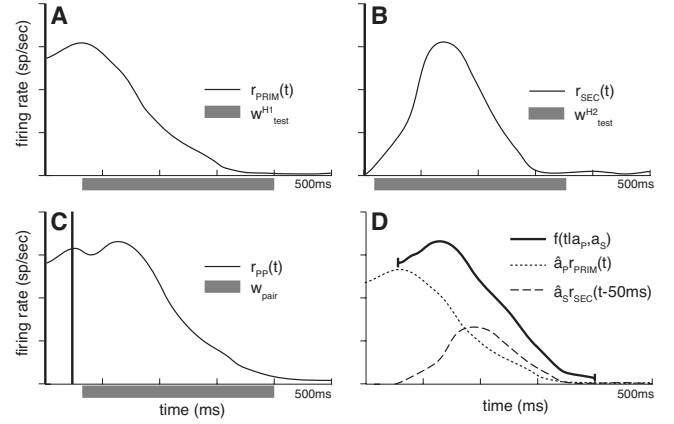 A
firing rate (sp/sec)
r_PRIM(t)
w^H1_test
500ms
B
r_SEC(t)
w^H2_test
500ms
C
firing rate (sp/sec)
r_PP(t)
w_pair
500ms
time (ms)
D
f(t|a_P,a_S)
â_P r_PRIM(t)
â_S r_SEC(t-50ms)
500ms
time (ms)